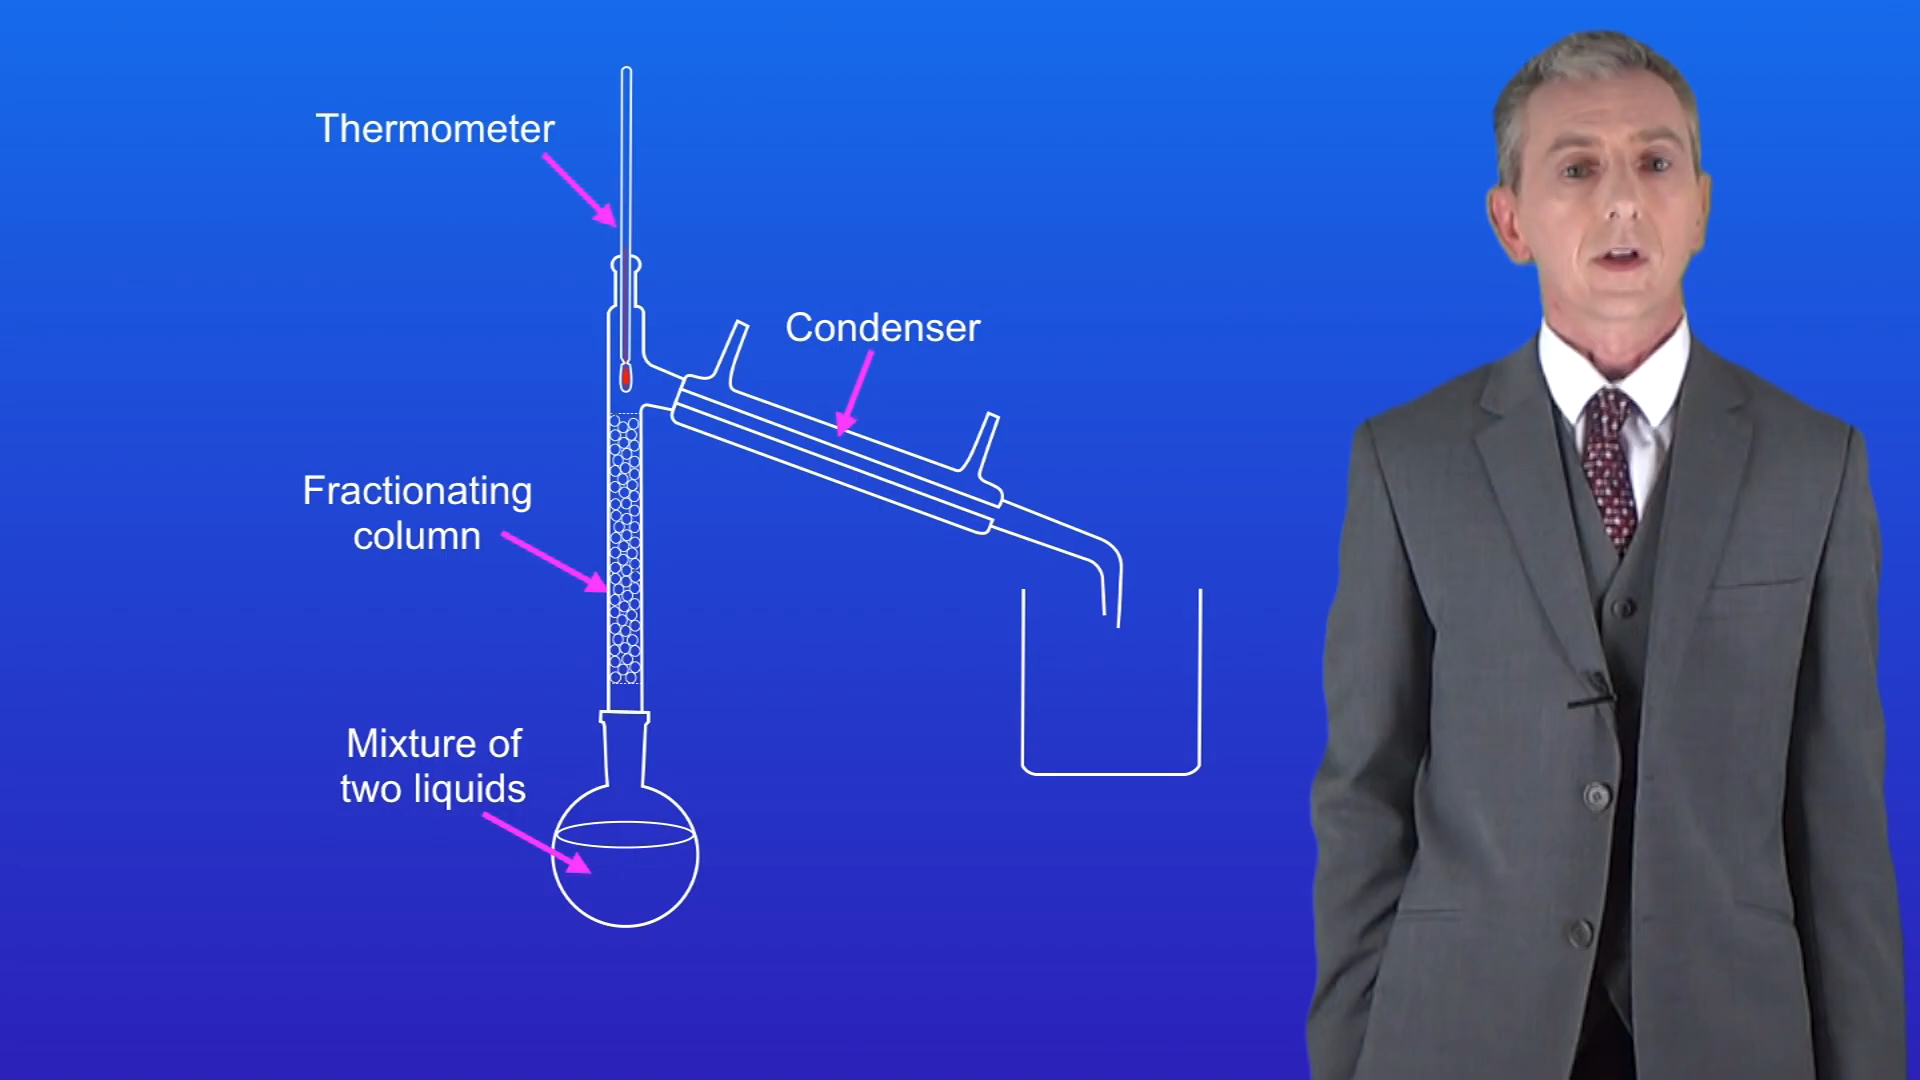 Thermometer
Condenser
Fractionating
column
Mixture of
two liquids